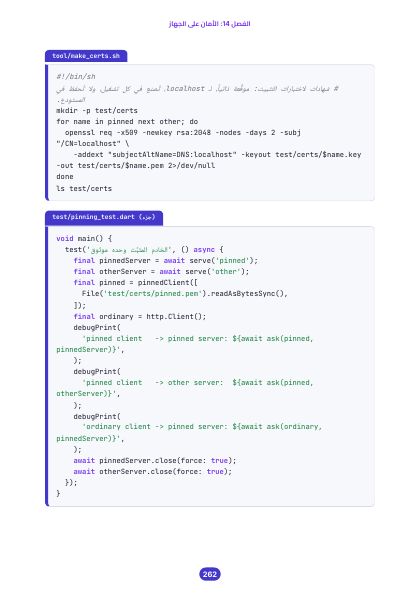 الفصل 14: الأمان على الجهاز
tool/make_certs.sh
#!/bin/sh
# شهادات لاختبارات التثبيت: موقَّعة ذاتياً، لـ localhost، تُصنع في كل تشغيل، ولا تُحفظ في
المستودع.
mkdir -p test/certs
for name in pinned next other; do
  openssl req -x509 -newkey rsa:2048 -nodes -days 2 -subj
"/CN=localhost" \
    -addext "subjectAltName=DNS:localhost" -keyout test/certs/$name.key
-out test/certs/$name.pem 2>/dev/null
done
ls test/certs
test/pinning_test.dart (جزء)
void main() {
  test('الخادم المثبَّت وحده موثوق', () async {
    final pinnedServer = await serve('pinned');
    final otherServer = await serve('other');
    final pinned = pinnedClient([
      File('test/certs/pinned.pem').readAsBytesSync(),
    ]);
    final ordinary = http.Client();
    debugPrint(
      'pinned client   -> pinned server: ${await ask(pinned,
pinnedServer)}',
    );
    debugPrint(
      'pinned client   -> other server:  ${await ask(pinned,
otherServer)}',
    );
    debugPrint(
      'ordinary client -> pinned server: ${await ask(ordinary,
pinnedServer)}',
    );
    await pinnedServer.close(force: true);
    await otherServer.close(force: true);
  });
}
262